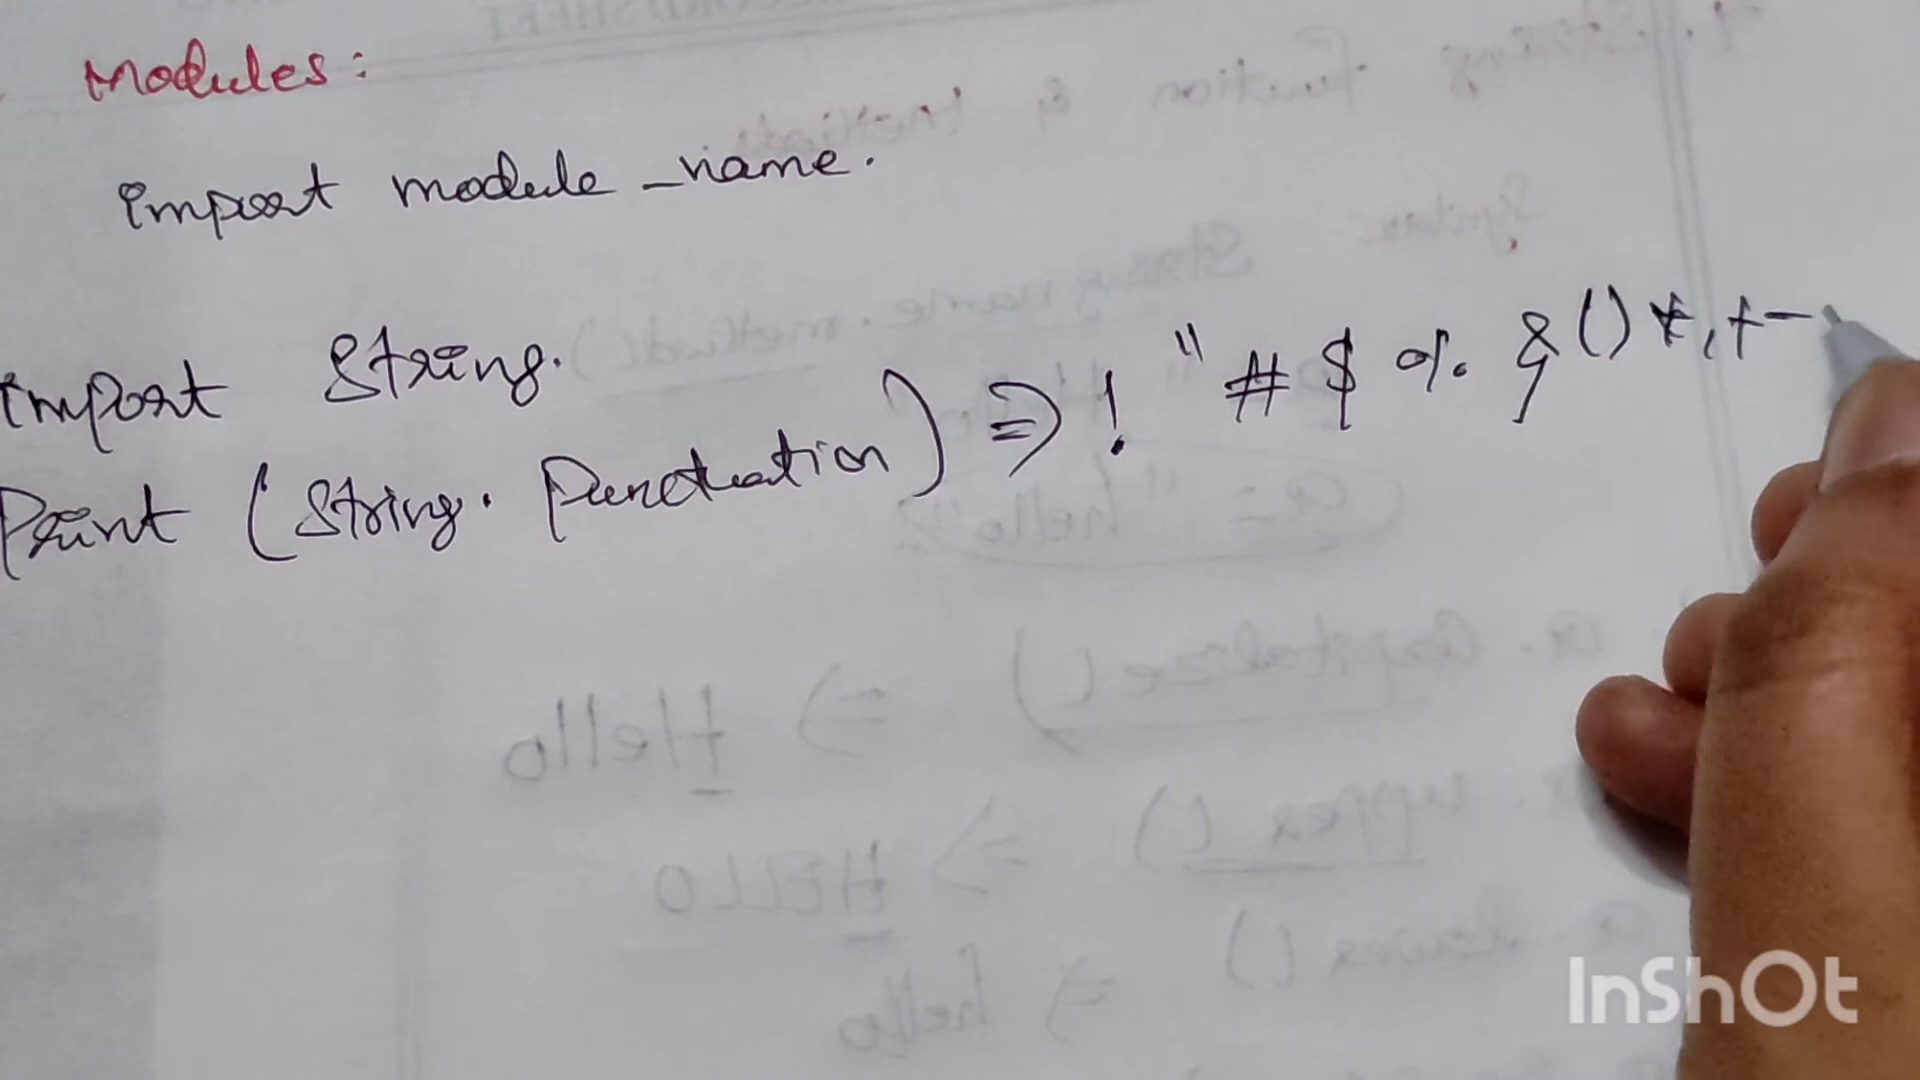 Modules:
import module_name.
import String.
Print (String. Punctuation) => ! " # $ % & () *, + -
InShOt